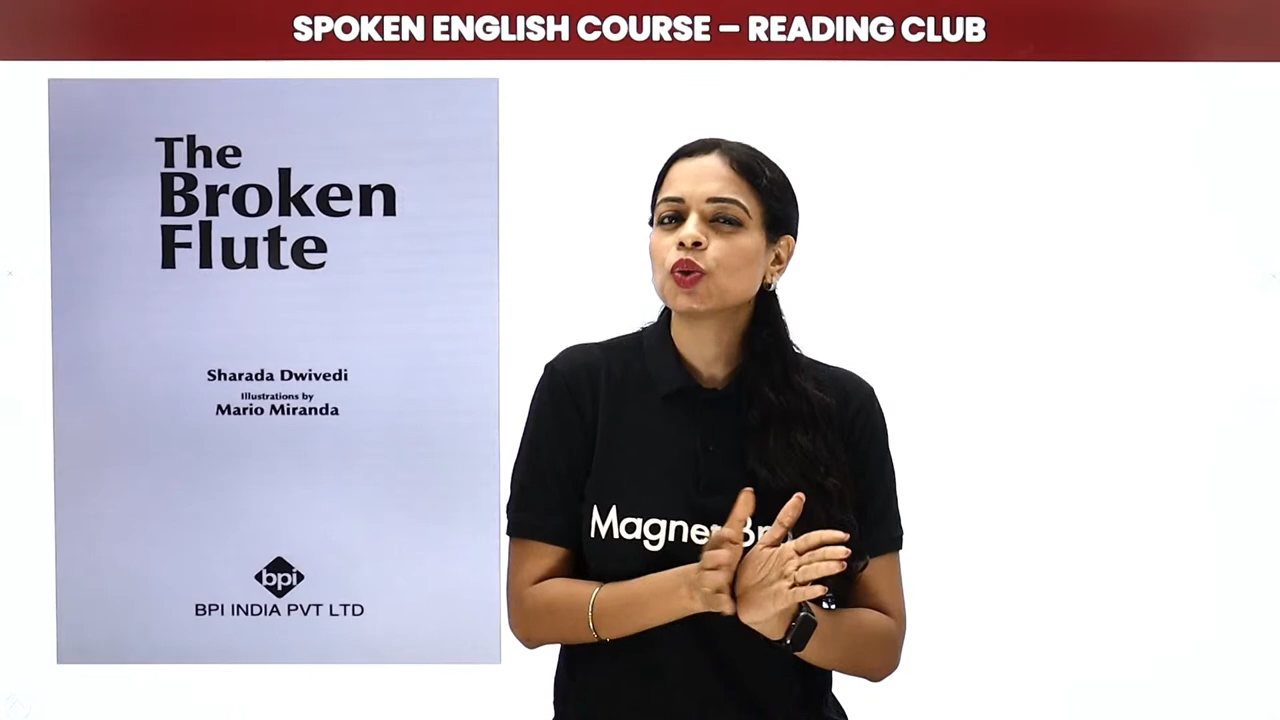 SPOKEN ENGLISH COURSE – READING CLUB
The
Broken
Flute
Sharada Dwivedi
Illustrations by
Mario Miranda
bpi
BPI INDIA PVT LTD